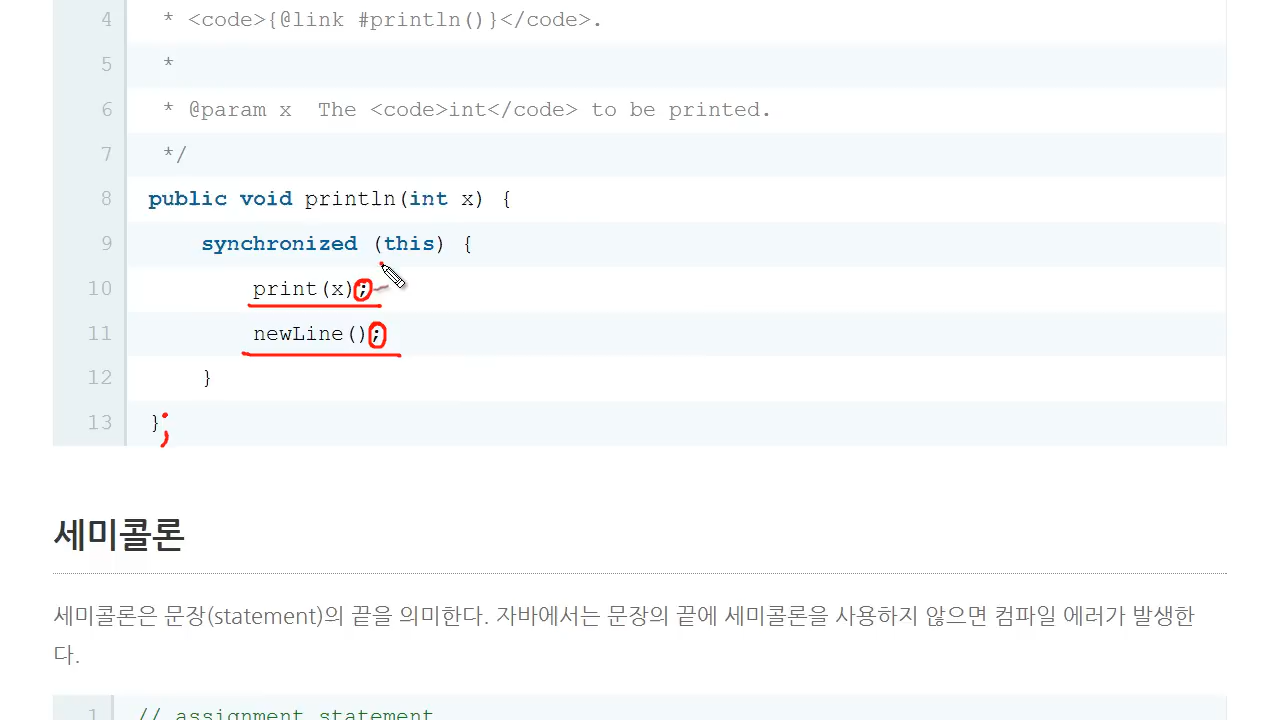 4 * <code>{@link #println()}</code>.
5 *
6 * @param x  The <code>int</code> to be printed.
7 */
8 public void println(int x) {
9 synchronized (this) {
10 print(x);
11 newLine();
12 }
13 };
세미콜론
세미콜론은 문장(statement)의 끝을 의미한다. 자바에서는 문장의 끝에 세미콜론을 사용하지 않으면 컴파일 에러가 발생한
다.
1 // assignment statement